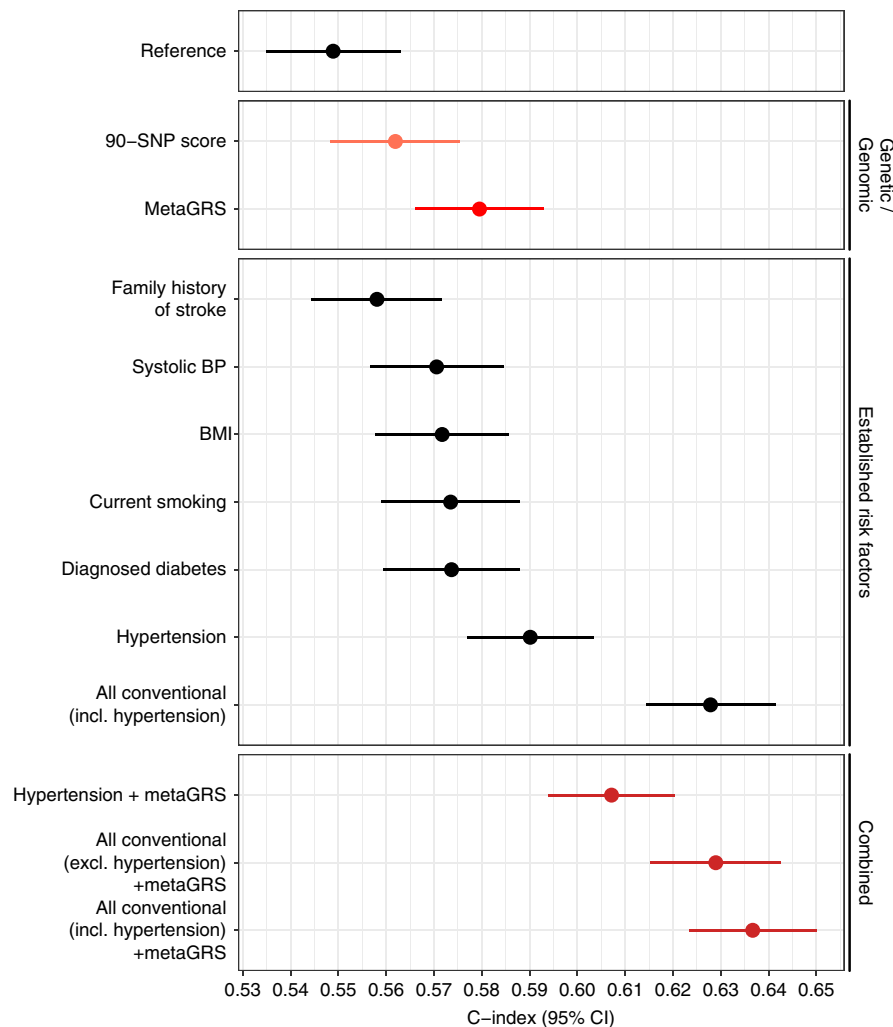 Reference
90−SNP score
MetaGRS
Genetic /
Genomic
Family history
of stroke
Systolic BP
BMI
Current smoking
Diagnosed diabetes
Hypertension
All conventional
(incl. hypertension)
Established risk factors
Hypertension + metaGRS
All conventional
(excl. hypertension)
+metaGRS
All conventional
(incl. hypertension)
+metaGRS
Combined
0.53 0.54 0.55 0.56 0.57 0.58 0.59 0.60 0.61 0.62 0.63 0.64 0.65
C−index (95% CI)